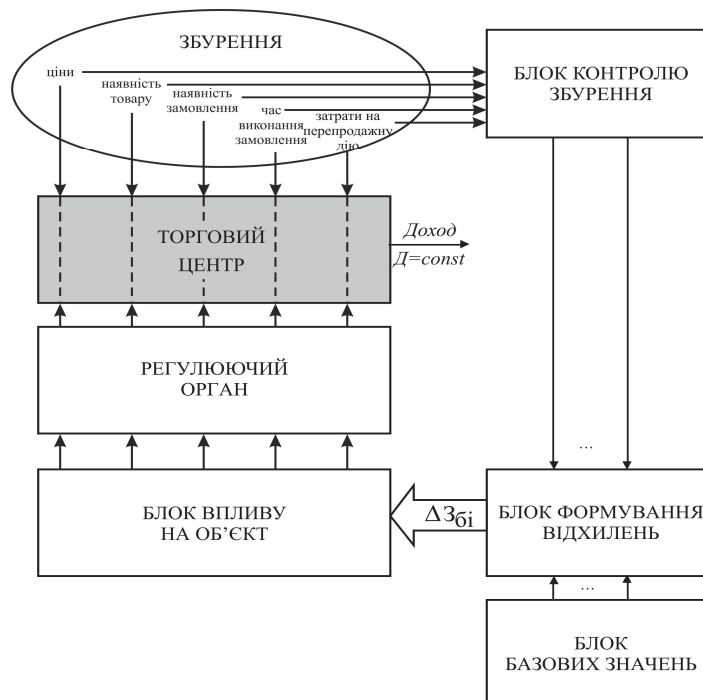 ЗБУРЕННЯ
ціни
наявність
товару
наявність
замовлення
час
виконання
замовлення
затрати на
перепродажну
дію
БЛОК КОНТРОЛЮ
ЗБУРЕННЯ
ТОРГОВИЙ
ЦЕНТР
Доход
Д=const
РЕГУЛЮЮЧИЙ
ОРГАН
...
БЛОК ВПЛИВУ
НА ОБ’ЄКТ
ΔЗбі
БЛОК ФОРМУВАННЯ
ВІДХИЛЕНЬ
...
БЛОК
БАЗОВИХ ЗНАЧЕНЬ